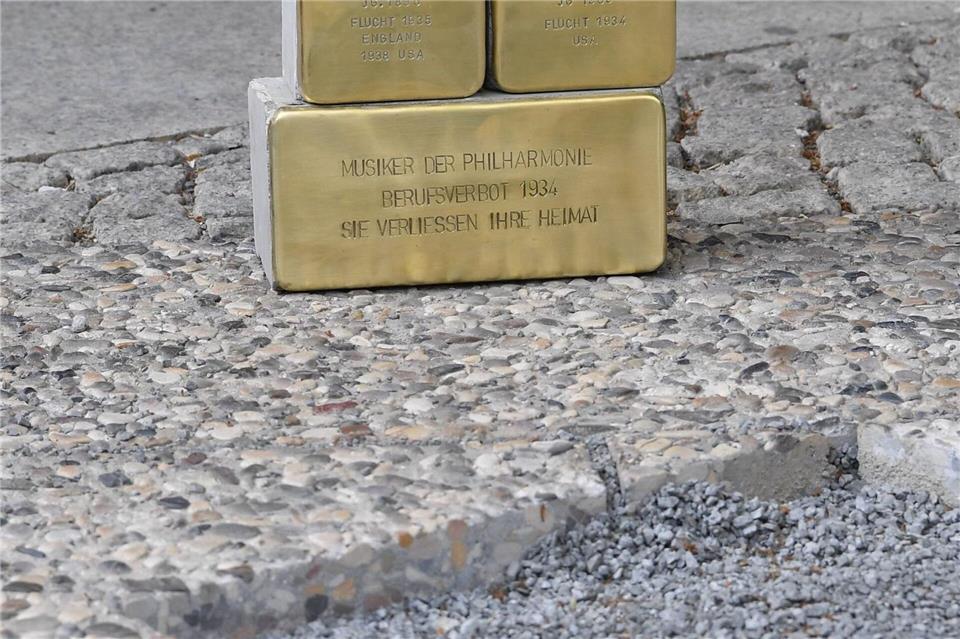 FLUCHT 1935
ENGLAND
1938 USA
FLUCHT 1934
USA
MUSIKER DER PHILHARMONIE
BERUFSVERBOT 1934
SIE VERLIESSEN IHRE HEIMAT